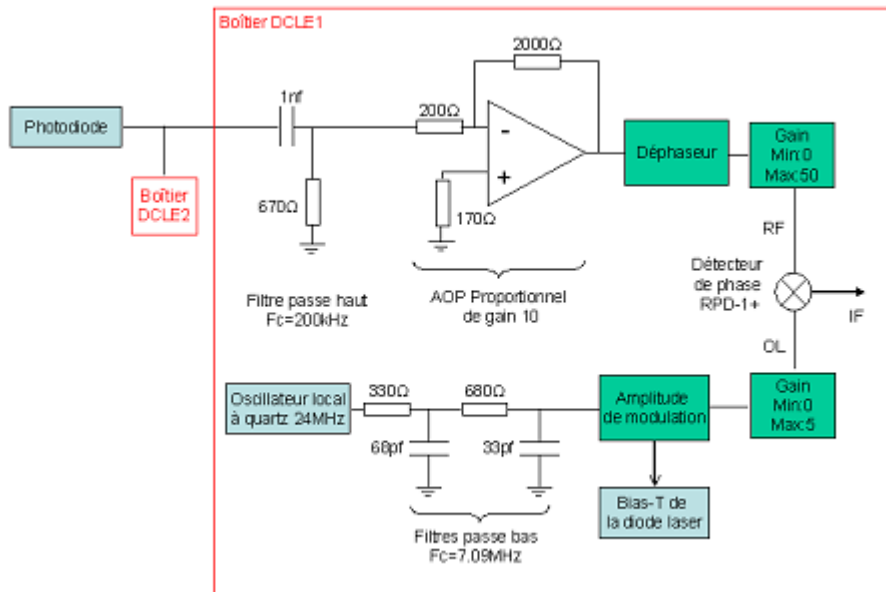 Boîtier DCLE1
2000Ω
1nf
200Ω
Photodiode
-
+
Déphaseur
Gain
Min:0
Max:50
Boîtier
DCLE2
670Ω
170Ω
RF
Détecteur
de phase
RPD-1+
IF
Filtre passe haut
Fc=200kHz
AOP Proportionnel
de gain 10
OL
Oscillateur local
à quartz 24MHz
330Ω
680Ω
Amplitude
de modulation
Gain
Min:0
Max:5
68pf
33pf
Bias-T de
la diode laser
Filtres passe bas
Fc=7.09MHz